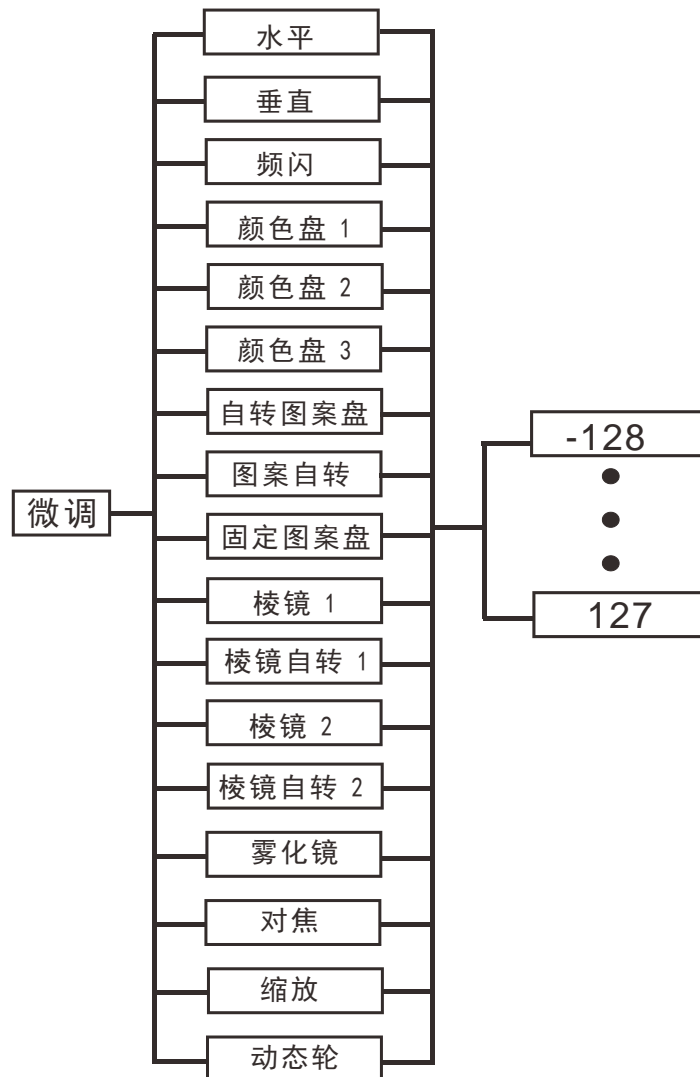 微调
水平
垂直
频闪
颜色盘 1
颜色盘 2
颜色盘 3
自转图案盘
图案自转
固定图案盘
棱镜 1
棱镜自转 1
棱镜 2
棱镜自转 2
雾化镜
对焦
缩放
动态轮
-128
127